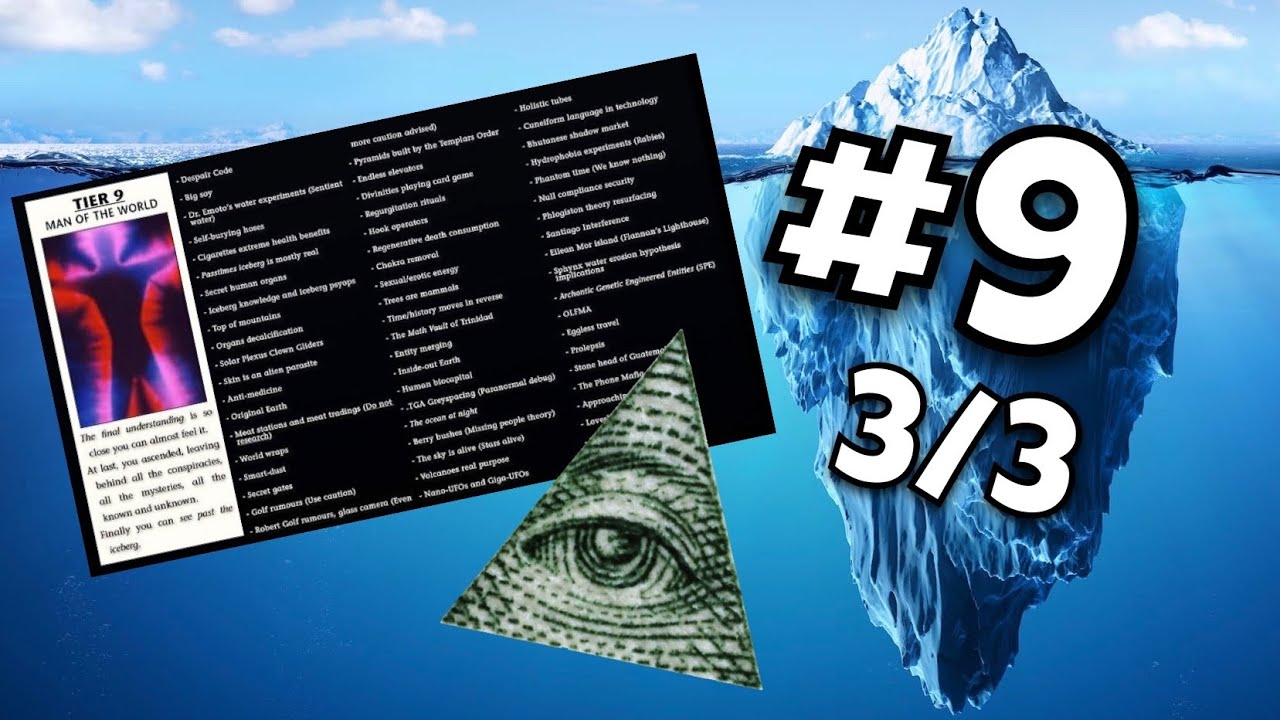 TIER 9
MAN OF THE WORLD
The final understanding is so
close you can almost feel it.
At last, you ascended, leaving
behind all the conspiracies,
all the mysteries, all the
known and unknown.
Finally you can see past the
iceberg.
- Despair Code
- Big soy
- Dr. Emoto's water experiments (Sentient
water)
- Self-burying hoses
- Cigarettes extreme health benefits
- Passtimes iceberg is mostly real
- Secret human organs
- Iceberg knowledge and iceberg psyops
- Top of mountains
- Organs decalcification
- Solar Plexus Clown Gliders
- Skin is an alien parasite
- Anti-medicine
- Original Earth
- Meat stations and meat tradings (Do not
research)
- World wraps
- Smart-dust
- Secret gates
- Golf rumours (Use caution)
- Robert Golf rumours, glass camera (Even
more caution advised)
- Pyramids built by the Templars Order
- Endless elevators
- Divinities playing card game
- Regurgitation rituals
- Hook operators
- Regenerative death consumption
- Chakra removal
- Sexual/erotic energy
- Trees are mammals
- Time/history moves in reverse
- The Math Vault of Trinidad
- Entity merging
- Inside-out Earth
- Human biocapital
- .TGA Greyspacing (Paranormal debug)
- The ocean at night
- Berry bushes (Missing people theory)
- The sky is alive (Stars alive)
- Volcanoes real purpose
- Nano-UFOs and Giga-UFOs
- Holistic tubes
- Cuneiform language in technology
- Bhutanese shadow market
- Hydrophobia experiments (Rabies)
- Phantom time (We know nothing)
- Null compliance security
- Phlogiston theory resurfacing
- Santiago Interference
- Eilean Mor island (Flannan's Lighthouse)
- Sphynx water erosion hypothesis
implications
- Archontic Genetic Engineered Entities (SPE)
- OLFMA
- Eggless travel
- Prolepsis
- Stone head of Guatem
- The Phone Mafia
- Approachin
- Love
#9
3/3